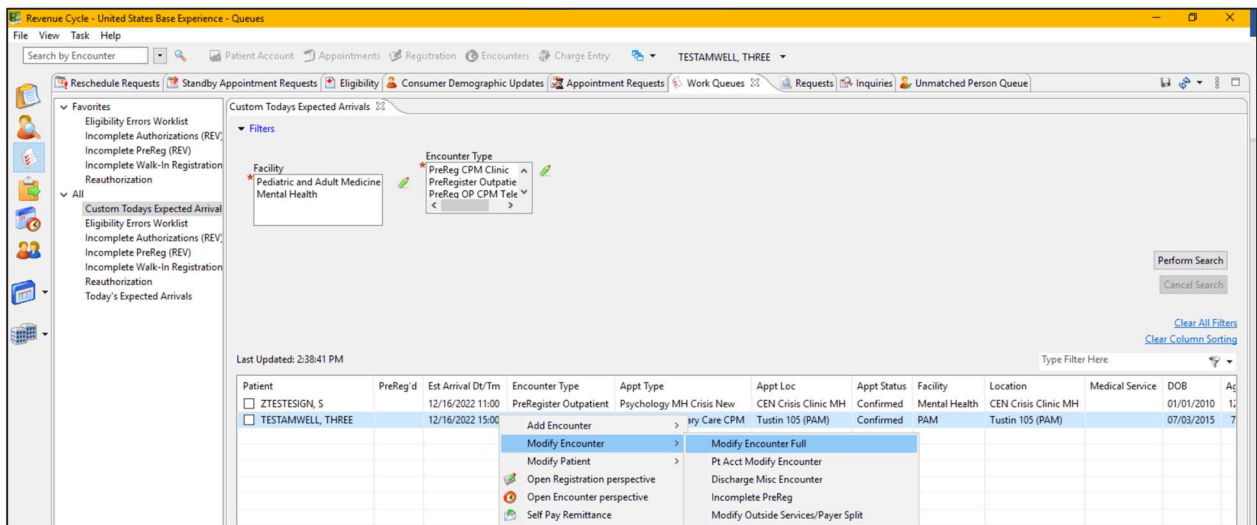 Revenue Cycle - United States Base Experience - Queues
File View Task Help
Search by Encounter Patient Account Appointments Registration Encounters Charge Entry TESTAMWELL, THREE
Reschedule Requests Standby Appointment Requests Eligibility Consumer Demographic Updates Appointment Requests Work Queues Requests Inquiries Unmatched Person Queue
Favorites
Eligibility Errors Worklist
Incomplete Authorizations (REV)
Incomplete PreReg (REV)
Incomplete Walk-In Registration
Reauthorization
All
Custom Todays Expected Arrival
Eligibility Errors Worklist
Incomplete Authorizations (REV)
Incomplete PreReg (REV)
Incomplete Walk-In Registration
Reauthorization
Today's Expected Arrivals
Custom Todays Expected Arrivals
Filters
Facility
* Pediatric and Adult Medicine
Mental Health
Encounter Type
* PreReg CPM Clinic
PreRegister Outpatie
PreReg OP CPM Tele
Perform Search
Cancel Search
Clear All Filters
Clear Column Sorting
Last Updated: 2:38:41 PM Type Filter Here
Patient PreReg'd Est Arrival Dt/Tm Encounter Type Appt Type Appt Loc Appt Status Facility Location Medical Service DOB
ZTESTESIGN, S 12/16/2022 11:00 PreRegister Outpatient Psychology MH Crisis New CEN Crisis Clinic MH Confirmed Mental Health CEN Crisis Clinic MH 01/01/2010
TESTAMWELL, THREE 12/16/2022 15:00 ary Care CPM Tustin 105 (PAM) Confirmed PAM Tustin 105 (PAM) 07/03/2015 7
Add Encounter
Modify Encounter
Modify Patient
Open Registration perspective
Open Encounter perspective
Self Pay Remittance
Modify Encounter Full
Pt Acct Modify Encounter
Discharge Misc Encounter
Incomplete PreReg
Modify Outside Services/Payer Split